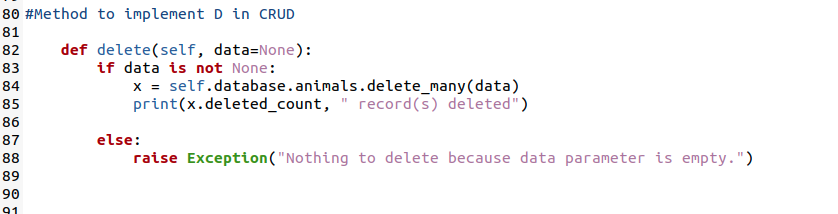 80 #Method to implement D in CRUD
81
82     def delete(self, data=None):
83         if data is not None:
84             x = self.database.animals.delete_many(data)
85             print(x.deleted_count, " record(s) deleted")
86
87         else:
88             raise Exception("Nothing to delete because data parameter is empty.")
89
90
91